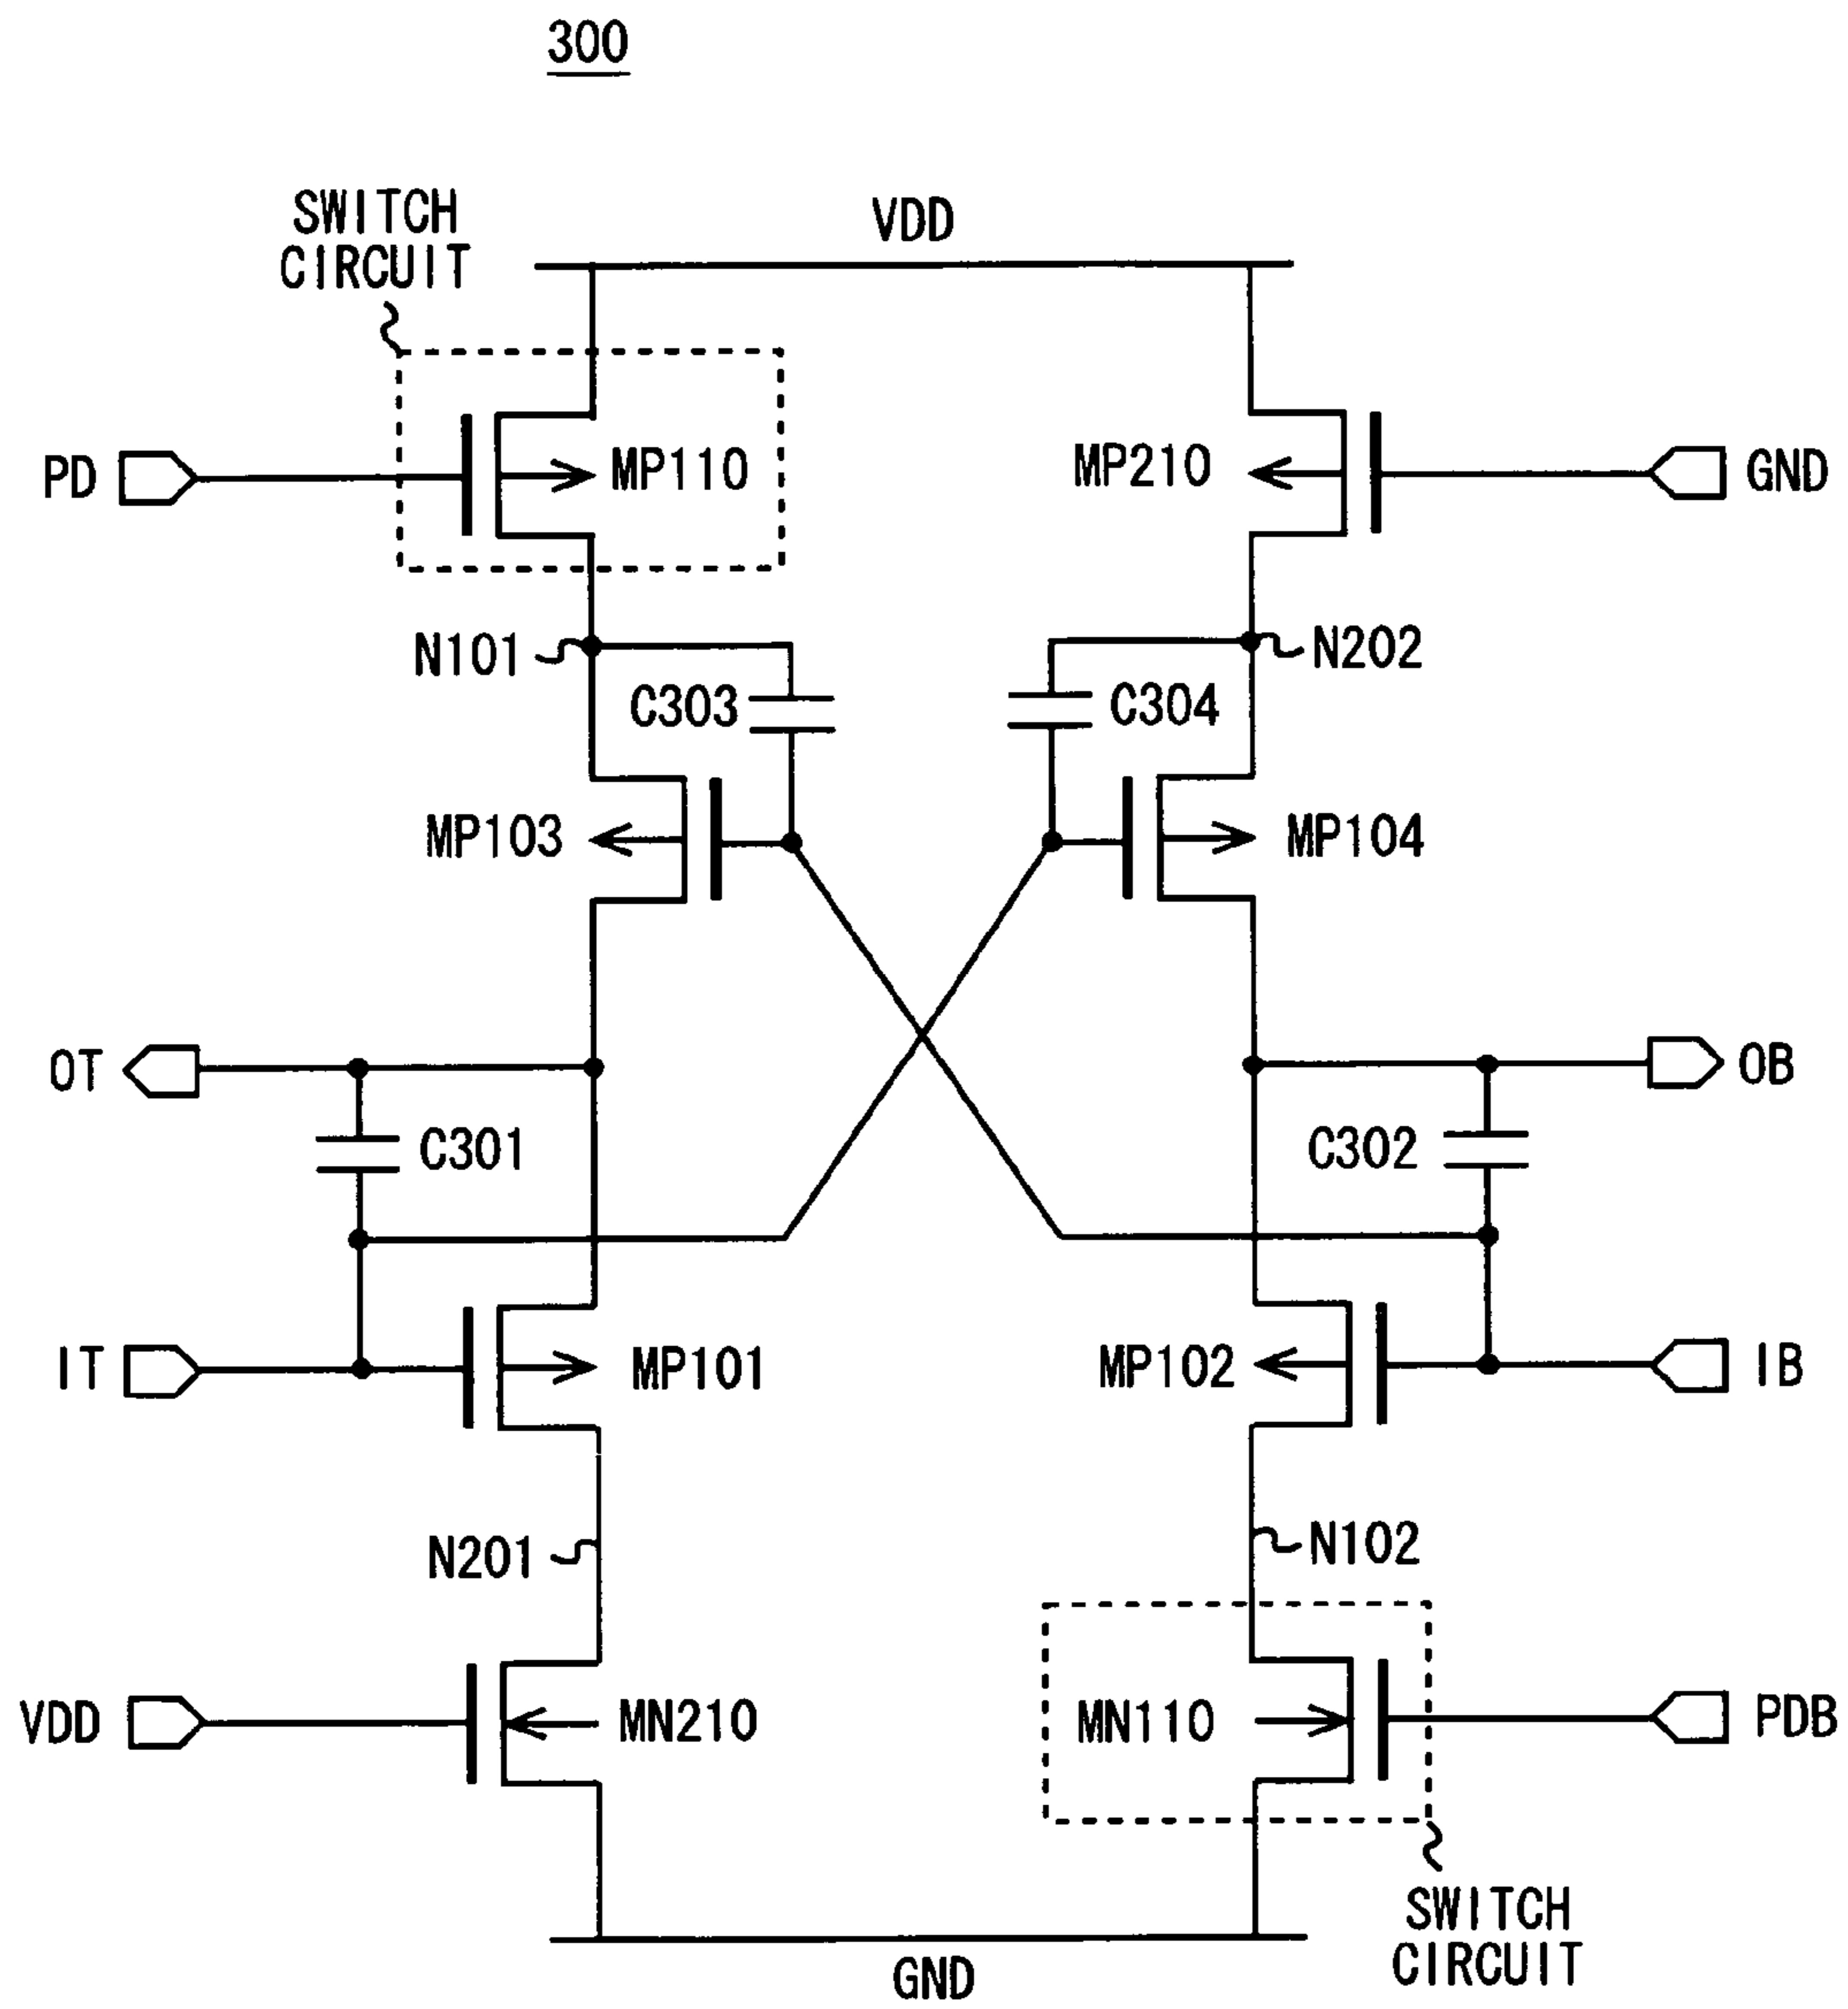 300
SWITCH
CIRCUIT
VDD
PD
MP110
MP210
GND
N101
N202
C303
C304
MP103
MP104
OT
OB
C301
C302
IT
MP101
MP102
IB
N201
N102
VDD
MN210
MN110
PDB
SWITCH
CIRCUIT
GND